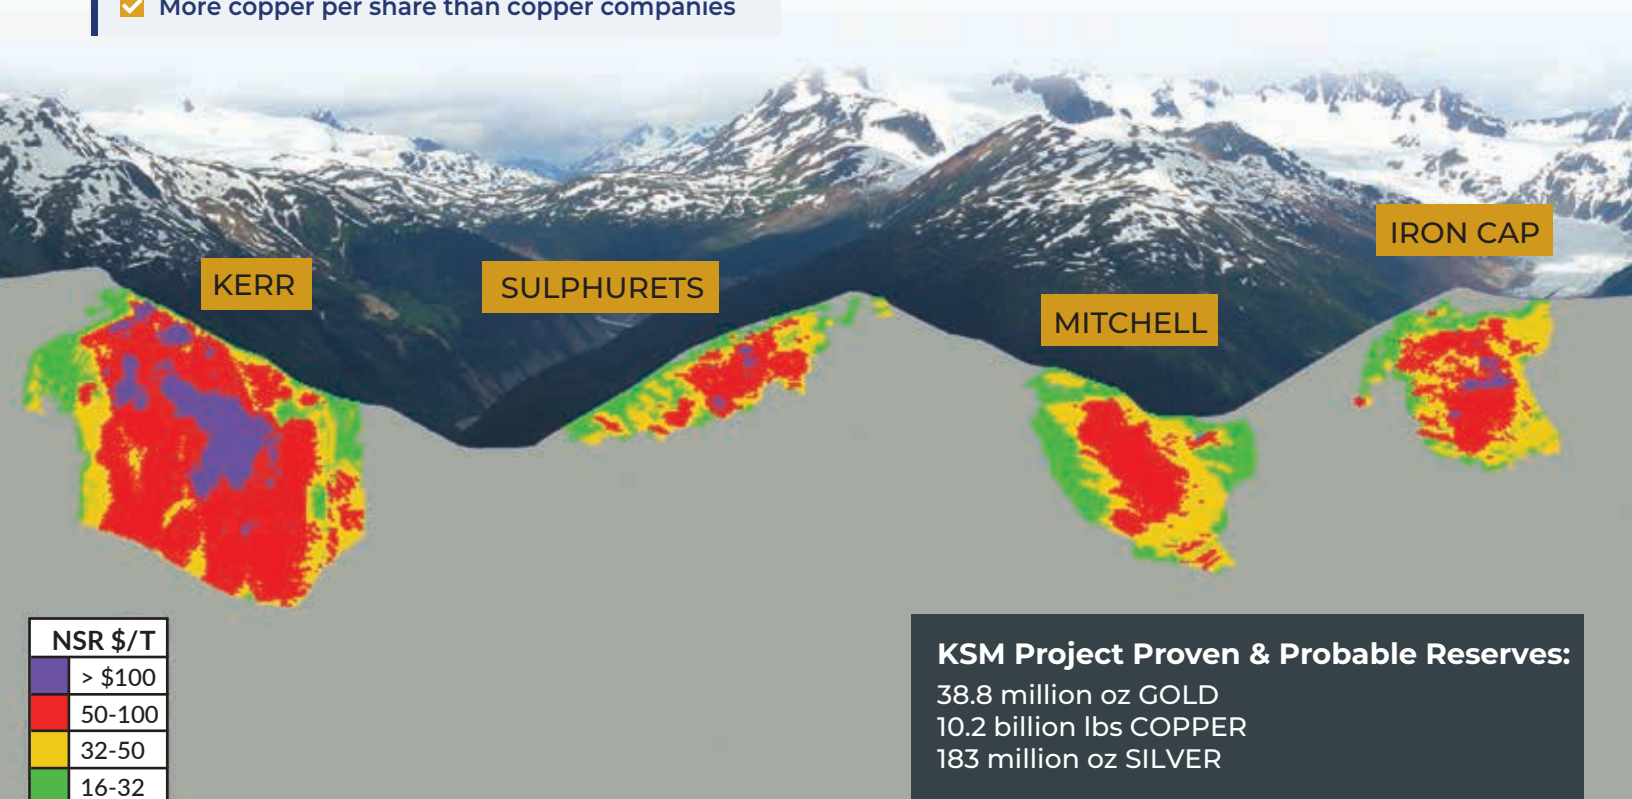 More copper per share than copper companies
IRON CAP
KERR
SULPHURETS
MITCHELL
NSR $/T
> $100
50-100
32-50
16-32
KSM Project Proven & Probable Reserves:
38.8 million oz GOLD
10.2 billion lbs COPPER
183 million oz SILVER